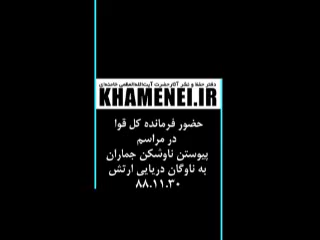 دفتر حفظ و نشر آثار حضرت آیت‌الله‌العظمی خامنه‌ای
KHAMENEI.IR
حضور فرمانده کل قوا
در مراسم
پیوستن ناوشکن جماران
به ناوگان دریایی ارتش
۸۸.۱۱.۳۰